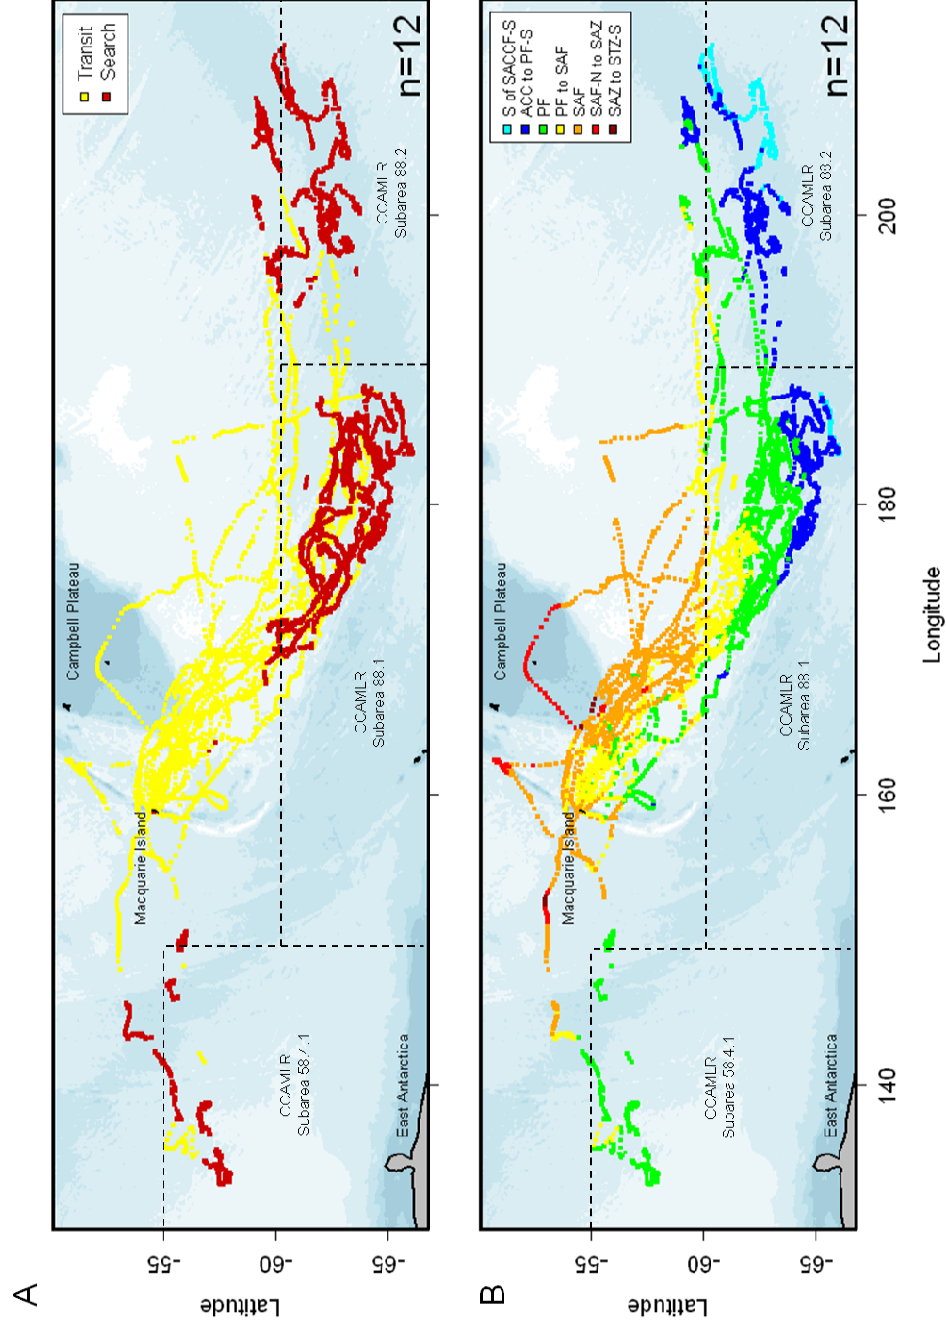 A
Transit
Search
n=12
Campbell Plateau
Macquarie Island
CCAMLR
Subarea 88.2
CCAMLR
Subarea 88.1
CCAMLR
Subarea 58.4.1
East Antarctica
-55
-60
-65
Latitude
B
S of SACCF-S
ACC to PF-S
PF
PF to SAF
SAF
SAF-N to SAZ
SAZ to STZ-S
n=12
Campbell Plateau
Macquarie Island
CCAMLR
Subarea 88.2
CCAMLR
Subarea 88.1
CCAMLR
Subarea 58.4.1
East Antarctica
-55
-60
-65
Latitude
140
160
180
200
Longitude